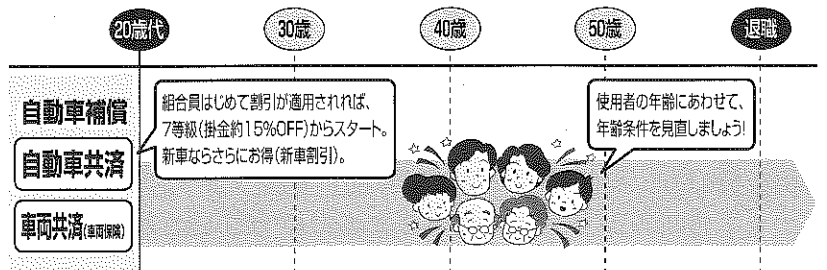 20歳代
30歳
40歳
50歳
退職
自動車補償
自動車共済
車両共済(車両保険)
組合員はじめて割引が適用されれば、
7等級(掛金約15%OFF)からスタート。
新車ならさらにお得(新車割引)。
使用者の年齢にあわせて、
年齢条件を見直しましょう!